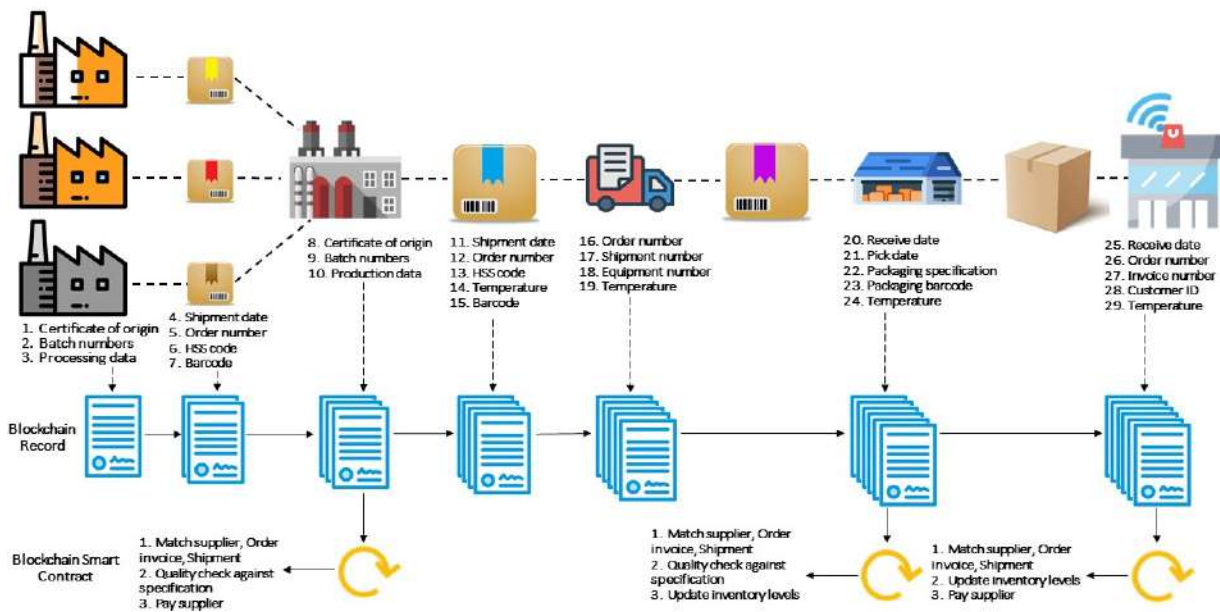 1. Certificate of origin
2. Batch numbers
3. Processing data
4. Shipment date
5. Order number
6. HSS code
7. Barcode
8. Certificate of origin
9. Batch numbers
10. Production data
11. Shipment date
12. Order number
13. HSS code
14. Temperature
15. Barcode
16. Order number
17. Shipment number
18. Equipment number
19. Temperature
20. Receive date
21. Pick date
22. Packaging specification
23. Packaging barcode
24. Temperature
25. Receive date
26. Order number
27. Invoice number
28. Customer ID
29. Temperature
Blockchain
Record
Blockchain Smart
Contract
1. Match supplier, Order
invoice, Shipment
2. Quality check against
specification
3. Pay supplier
1. Match supplier, Order
invoice, Shipment
2. Quality check against
specification
3. Update inventory levels
1. Match supplier, Order
invoice, Shipment
2. Update inventory levels
3. Pay supplier